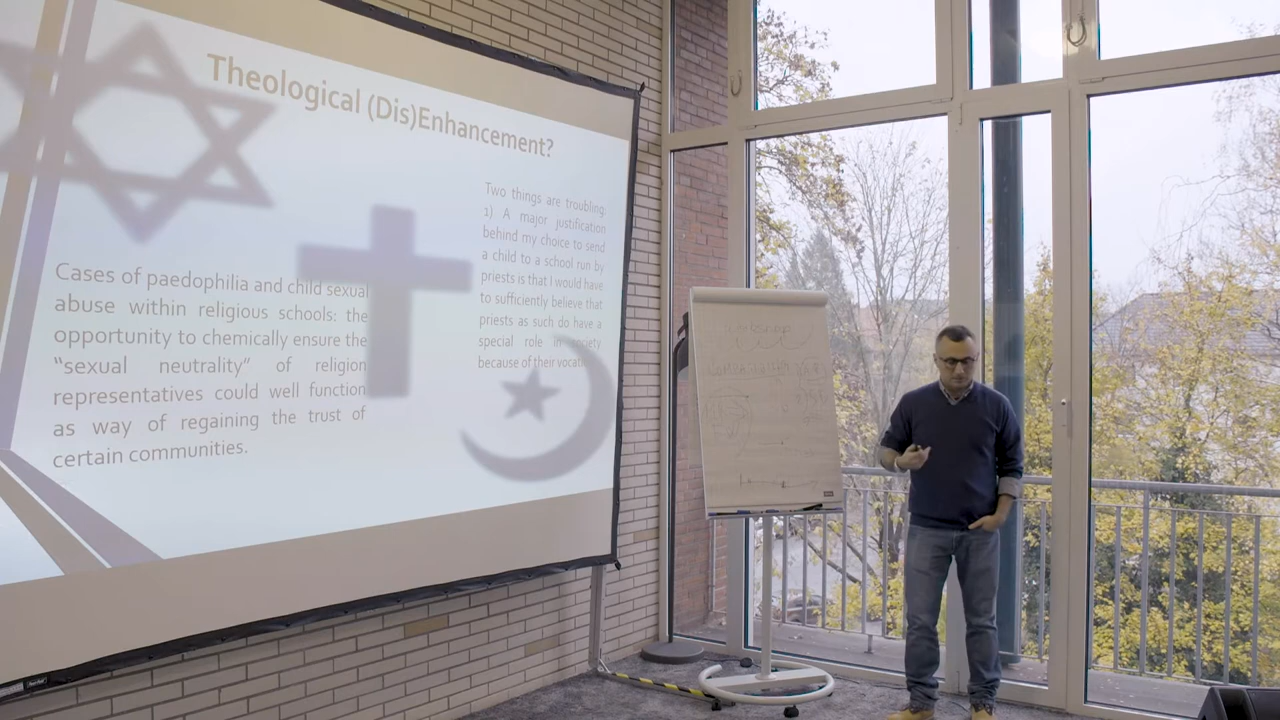 Theological (Dis)Enhancement?
Cases of paedophilia and child sexual
abuse within religious schools: the
opportunity to chemically ensure the
"sexual neutrality" of religion
representatives could well function
as way of regaining the trust of
certain communities.
Two things are troubling:
1) A major justification
behind my choice to send
a child to a school run by
priests is that I would have
to sufficiently believe that
priests as such do have a
special role in society
because of their vocation.
Workshop